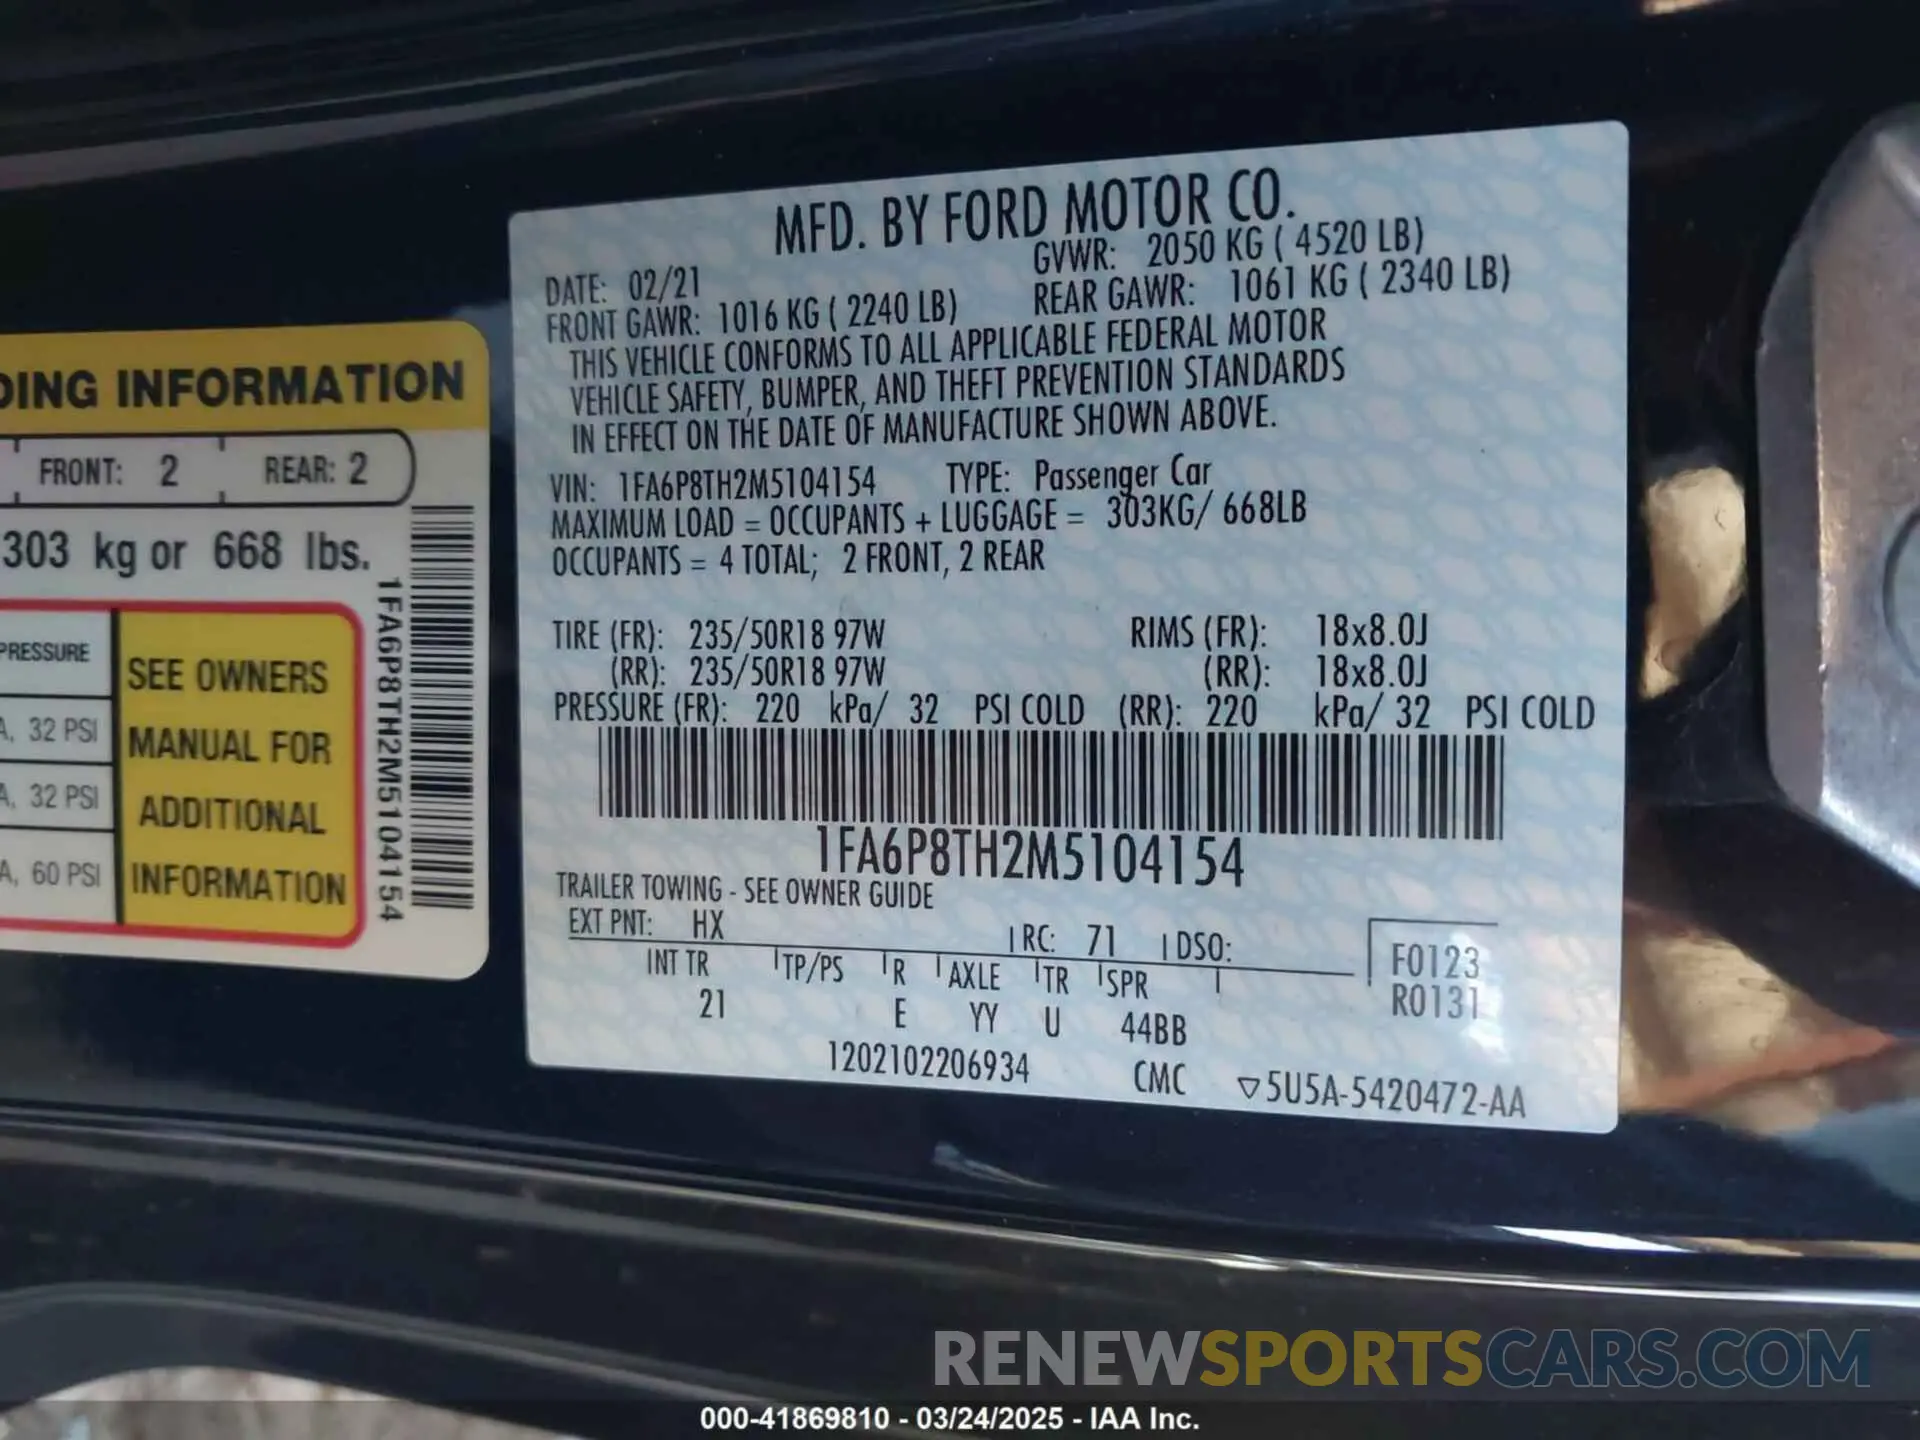 DING INFORMATION
FRONT: 2 REAR: 2
303 kg or 668 lbs.
PRESSURE
A, 32 PSI
A, 32 PSI
A, 60 PSI
SEE OWNERS
MANUAL FOR
ADDITIONAL
INFORMATION
1FA6P8TH2M5104154
MFD. BY FORD MOTOR CO.
DATE: 02/21 GVWR: 2050 KG ( 4520 LB)
FRONT GAWR: 1016 KG ( 2240 LB) REAR GAWR: 1061 KG ( 2340 LB)
THIS VEHICLE CONFORMS TO ALL APPLICABLE FEDERAL MOTOR
VEHICLE SAFETY, BUMPER, AND THEFT PREVENTION STANDARDS
IN EFFECT ON THE DATE OF MANUFACTURE SHOWN ABOVE.
VIN: 1FA6P8TH2M5104154 TYPE: Passenger Car
MAXIMUM LOAD = OCCUPANTS + LUGGAGE = 303KG/ 668LB
OCCUPANTS = 4 TOTAL; 2 FRONT, 2 REAR
TIRE (FR): 235/50R18 97W RIMS (FR): 18x8.0J
(RR): 235/50R18 97W (RR): 18x8.0J
PRESSURE (FR): 220 kPa/ 32 PSI COLD (RR): 220 kPa/ 32 PSI COLD
1FA6P8TH2M5104154
TRAILER TOWING - SEE OWNER GUIDE
EXT PNT: HX RC: 71 DSO:
INT TR TP/PS R AXLE TR SPR
21 E YY U 44BB
F0123
R0131
1202102206934 CMC ▽5U5A-5420472-AA
RENEWSPORTSCARS.COM
000-41869810 - 03/24/2025 - IAA Inc.